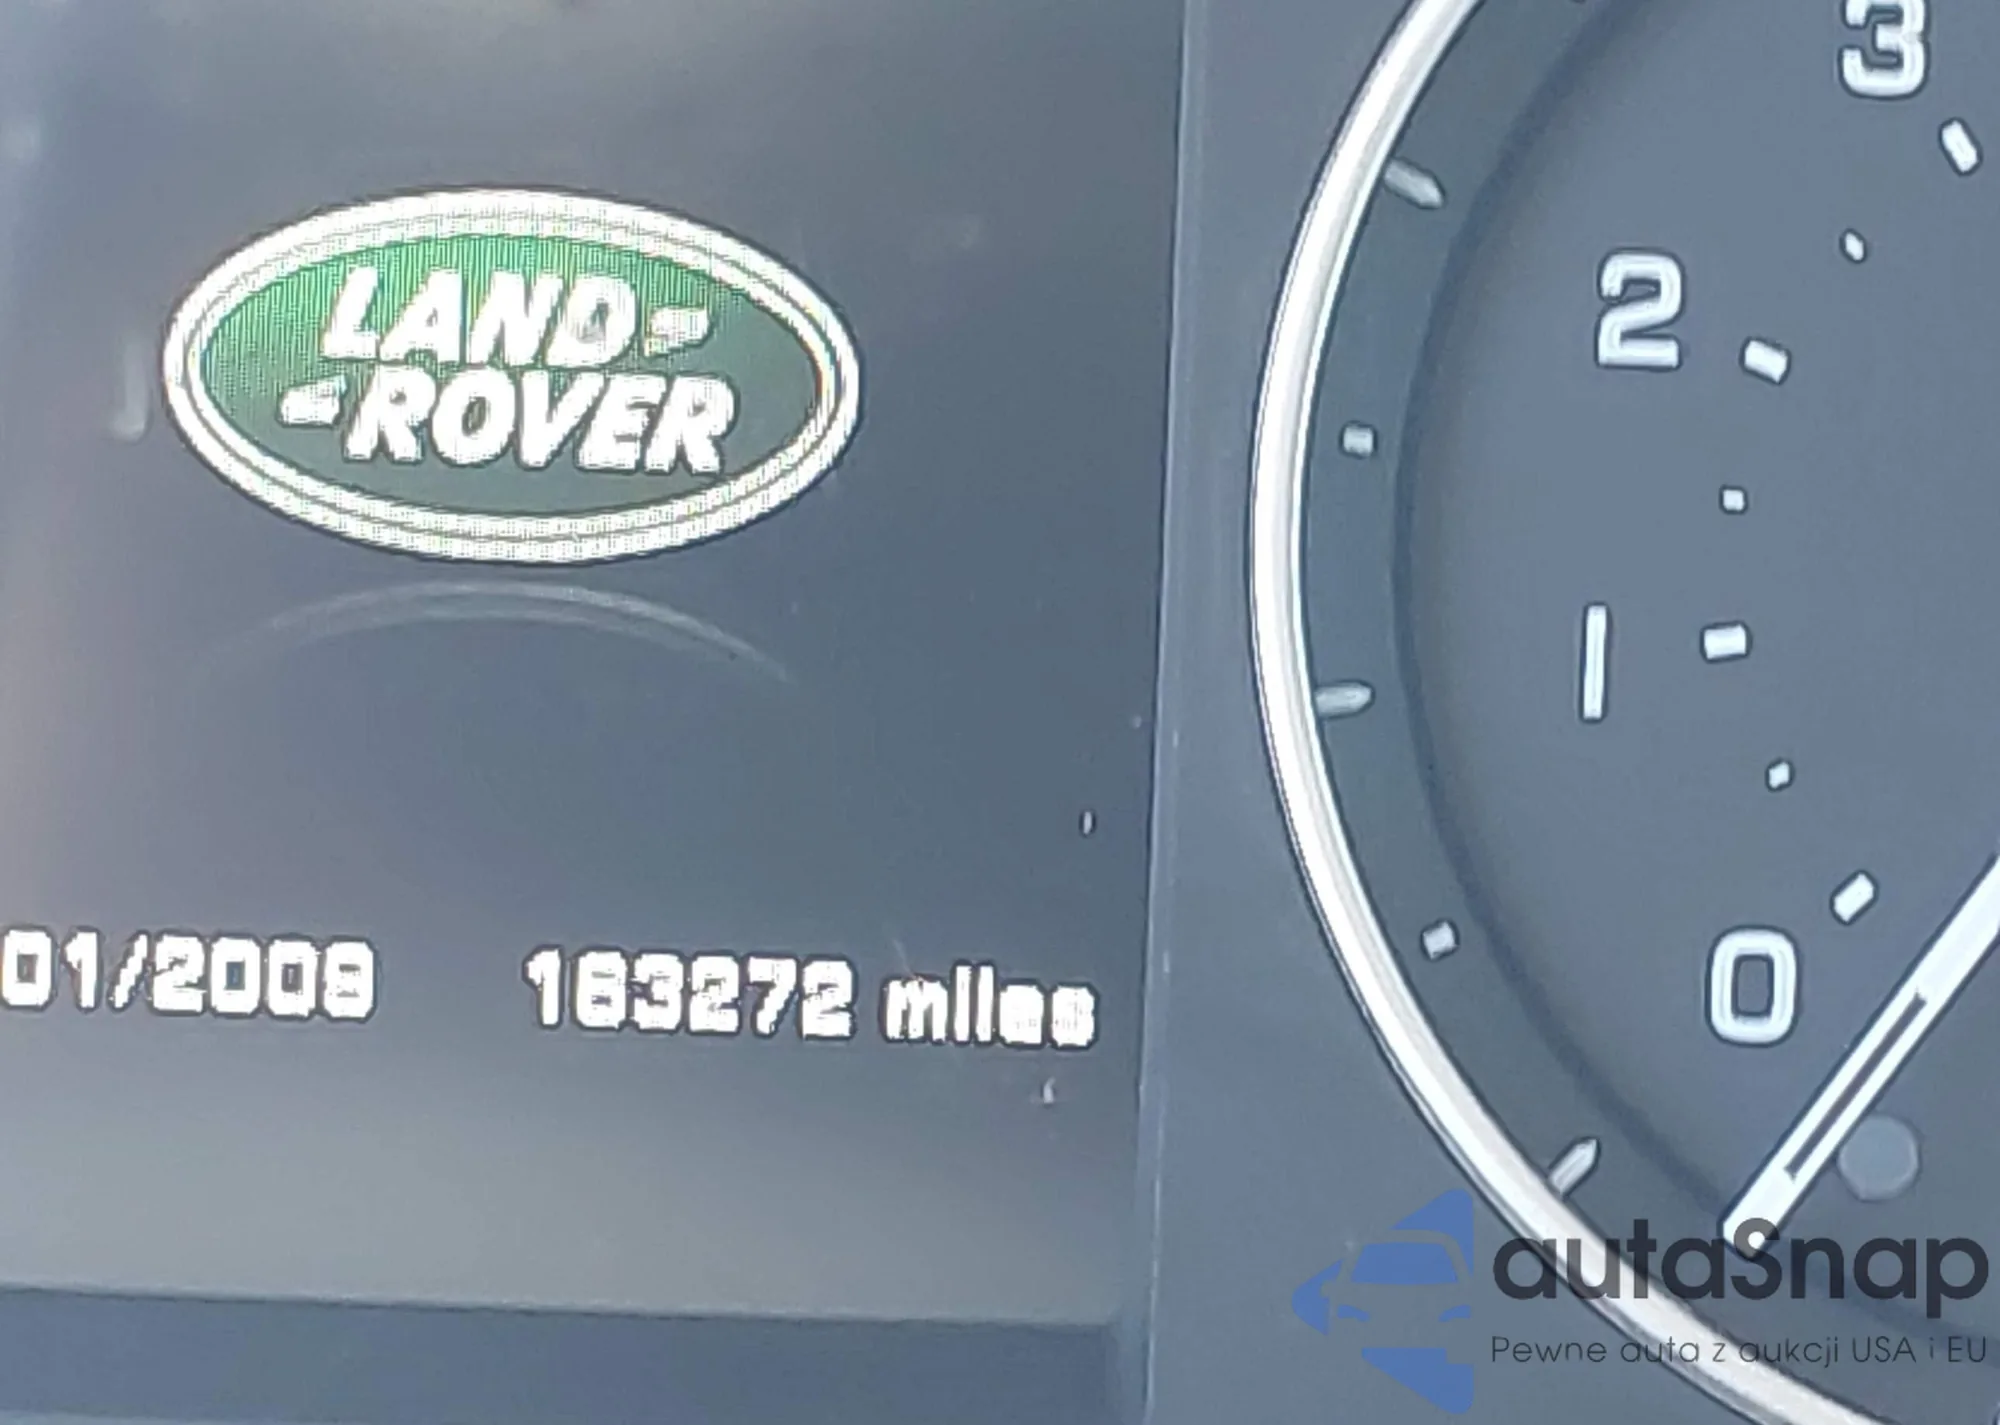 LAND
ROVER
01/2009
163272 miles
3
2
1
0
autaSnap
Pewne auta z aukcji USA i EU